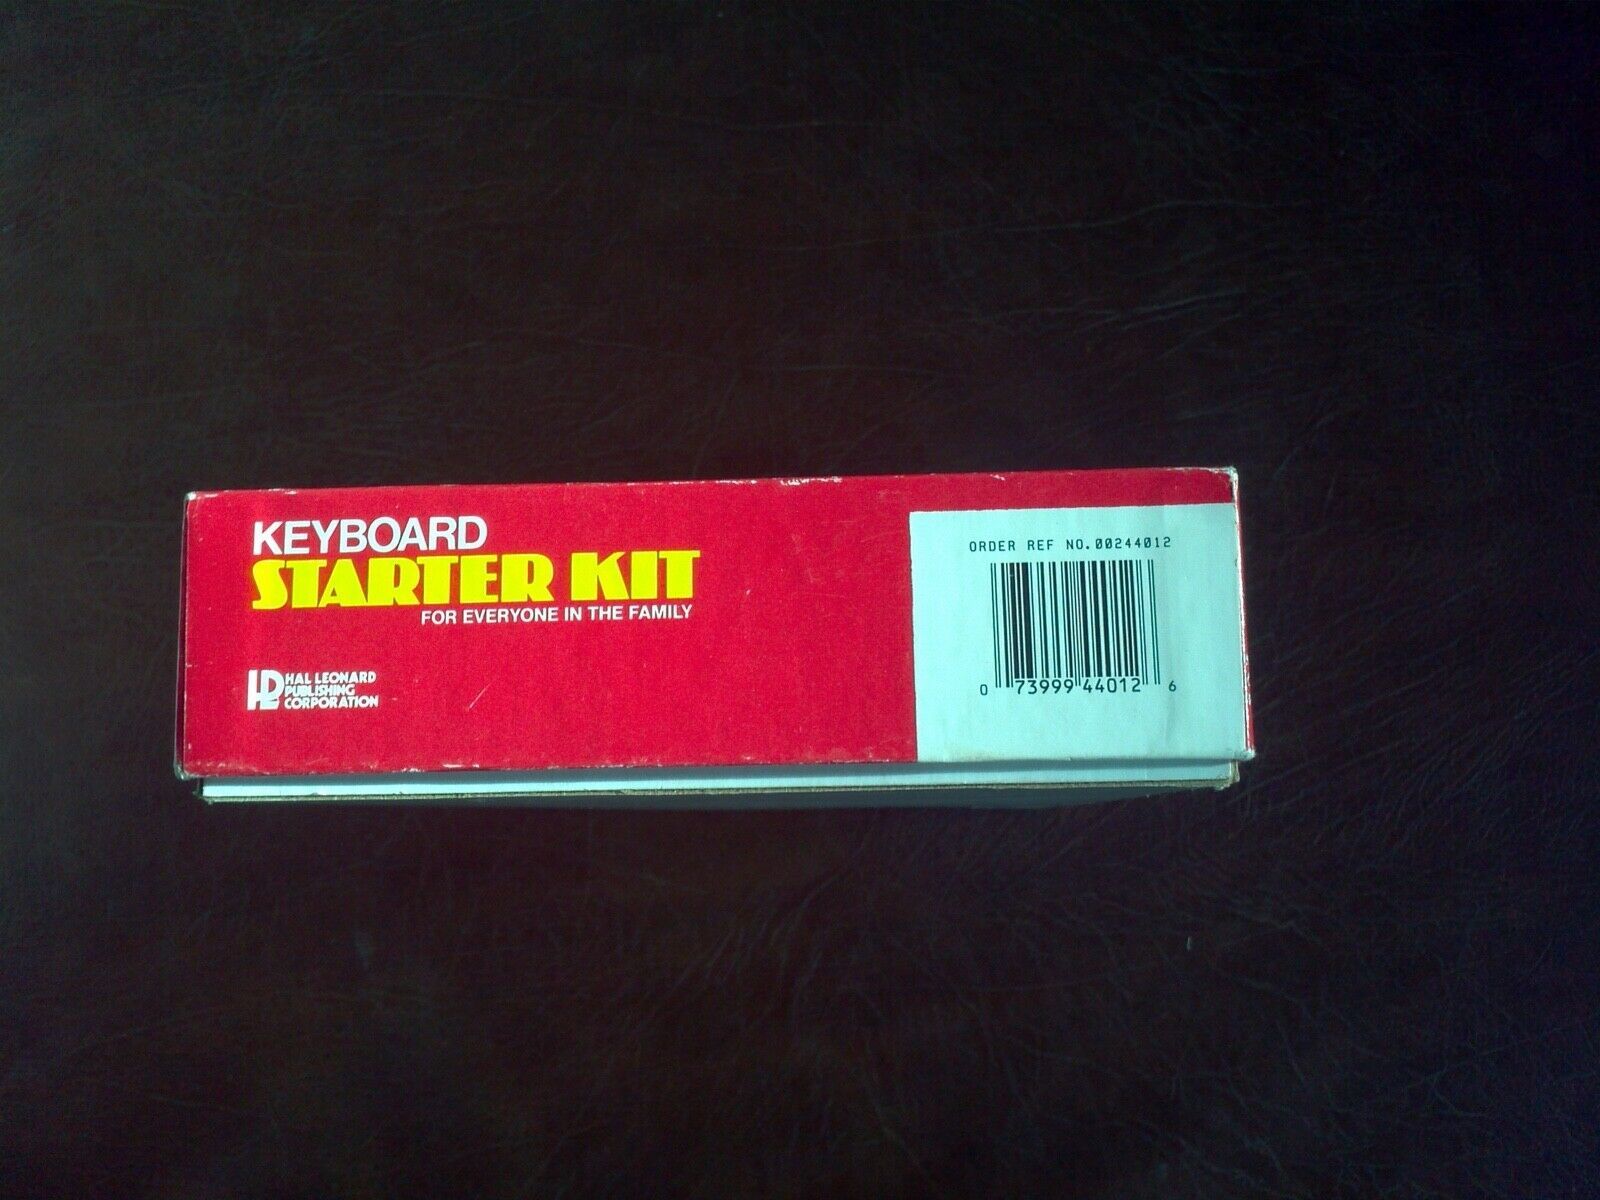 KEYBOARD
STARTER KIT
FOR EVERYONE IN THE FAMILY
HAL LEONARD
PUBLISHING
CORPORATION
ORDER REF NO.00244012
0 73999 44012 6